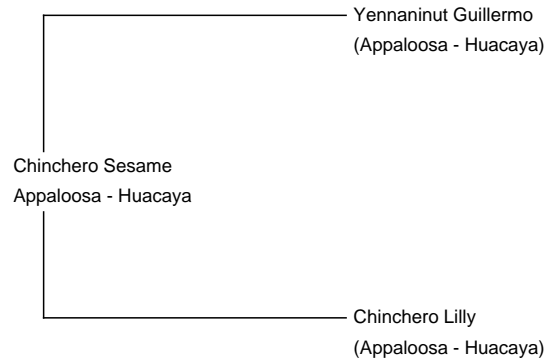 Yennaninut Guillermo
(Appaloosa - Huacaya)
Chinchero Sesame
Appaloosa - Huacaya
Chinchero Lilly
(Appaloosa - Huacaya)